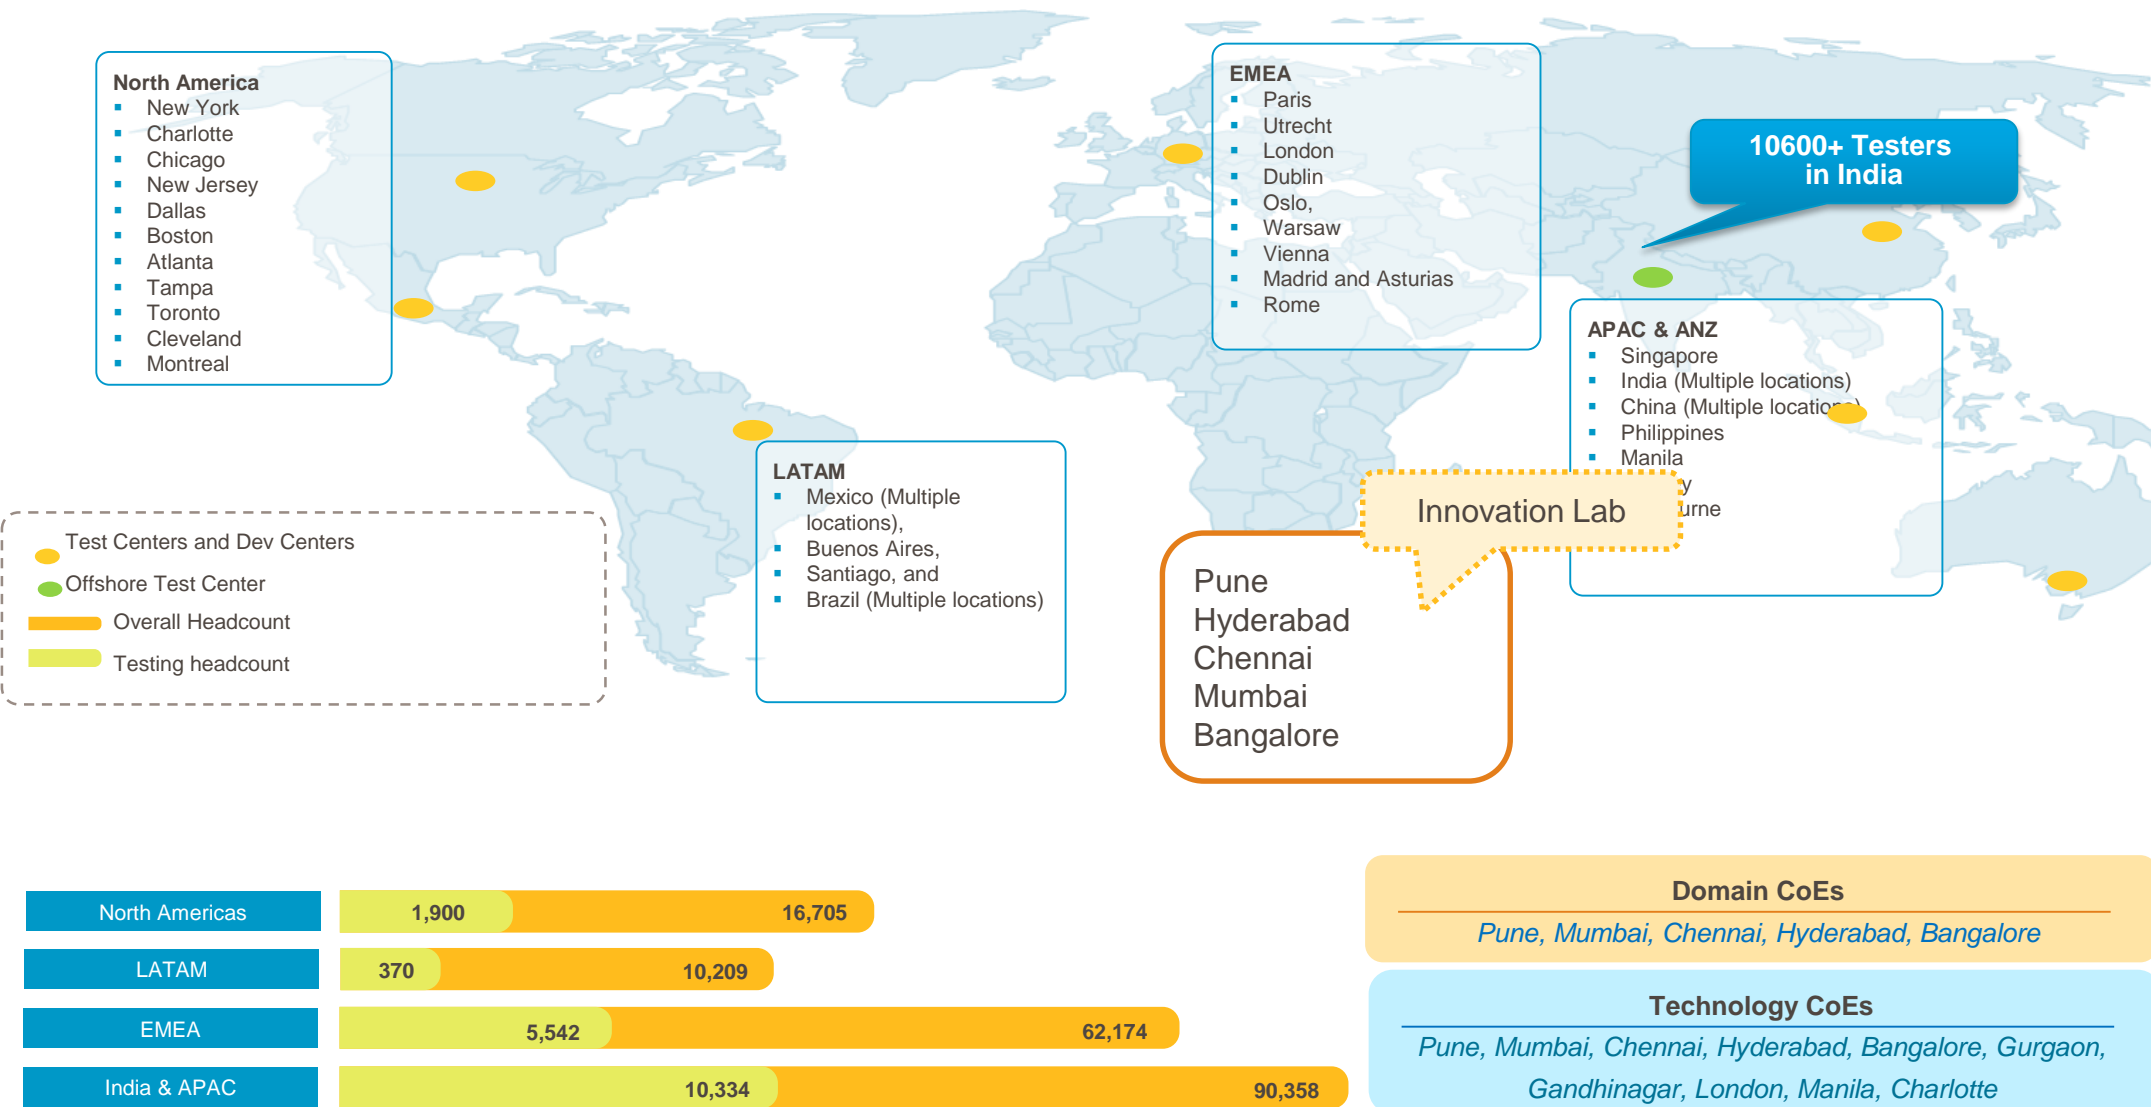 North America
New York
Charlotte
Chicago
New Jersey
Dallas
Boston
Atlanta
Tampa
Toronto
Cleveland
Montreal
EMEA
Paris
Utrecht
London
Dublin
Oslo,
Warsaw
Vienna
Madrid and Asturias
Rome
10600+ Testers
in India
APAC & ANZ
Singapore
India (Multiple locations)
China (Multiple locations)
Philippines
Manila
y
urne
LATAM
Mexico (Multiple
locations),
Buenos Aires,
Santiago, and
Brazil (Multiple locations)
Innovation Lab
Pune
Hyderabad
Chennai
Mumbai
Bangalore
Test Centers and Dev Centers
Offshore Test Center
Overall Headcount
Testing headcount
North Americas 1,900 16,705
LATAM 370 10,209
EMEA 5,542 62,174
India & APAC 10,334 90,358
Domain CoEs
Pune, Mumbai, Chennai, Hyderabad, Bangalore
Technology CoEs
Pune, Mumbai, Chennai, Hyderabad, Bangalore, Gurgaon,
Gandhinagar, London, Manila, Charlotte